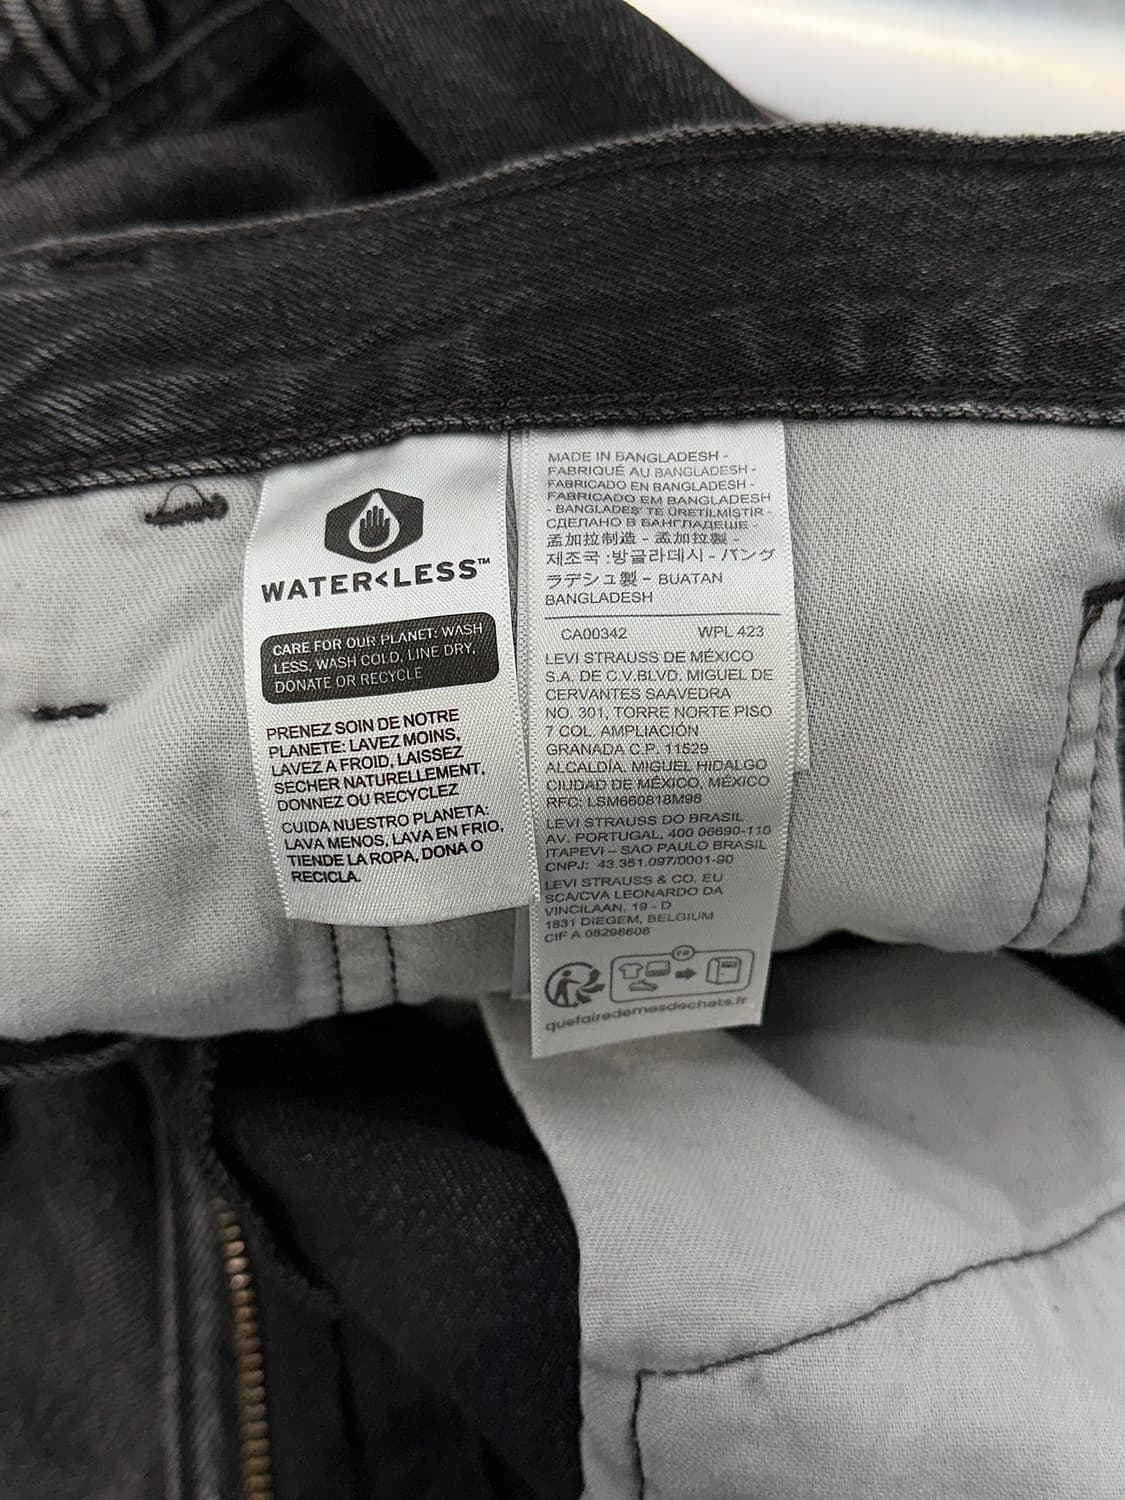 WATER<LESS™
CARE FOR OUR PLANET: WASH
LESS, WASH COLD, LINE DRY,
DONATE OR RECYCLE
PRENEZ SOIN DE NOTRE
PLANETE: LAVEZ MOINS,
LAVEZ A FROID, LAISSEZ
SECHER NATURELLEMENT,
DONNEZ OU RECYCLEZ
CUIDA NUESTRO PLANETA:
LAVA MENOS, LAVA EN FRIO,
TIENDE LA ROPA, DONA O
RECICLA.
MADE IN BANGLADESH -
FABRIQUÉ AU BANGLADESH -
FABRICADO EN BANGLADESH -
FABRICADO EM BANGLADESH
- BANGLADEŞ' TE ÜRETİLMİŞTİR -
СДЕЛАНО В БАНГЛАДЕШЕ -
孟加拉制造 - 孟加拉製 -
제조국 :방글라데시 - バング
ラデシュ製 - BUATAN
BANGLADESH
CA00342 WPL 423
LEVI STRAUSS DE MÉXICO
S.A. DE C.V.BLVD. MIGUEL DE
CERVANTES SAAVEDRA
NO. 301, TORRE NORTE PISO
7 COL. AMPLIACIÓN
GRANADA C.P. 11529
ALCALDÍA. MIGUEL HIDALGO
CIUDAD DE MÉXICO, MÉXICO
RFC: LSM660818M98
LEVI STRAUSS DO BRASIL
AV. PORTUGAL, 400 06690-110
ITAPEVI – SAO PAULO BRASIL
CNPJ: 43.351.097/0001-90
LEVI STRAUSS & CO. EU
SCA/CVA LEONARDO DA
VINCILAAN, 19 - D
1831 DIEGEM, BELGIUM
CIF A 08298606
FR
quefairedemesdechets.fr